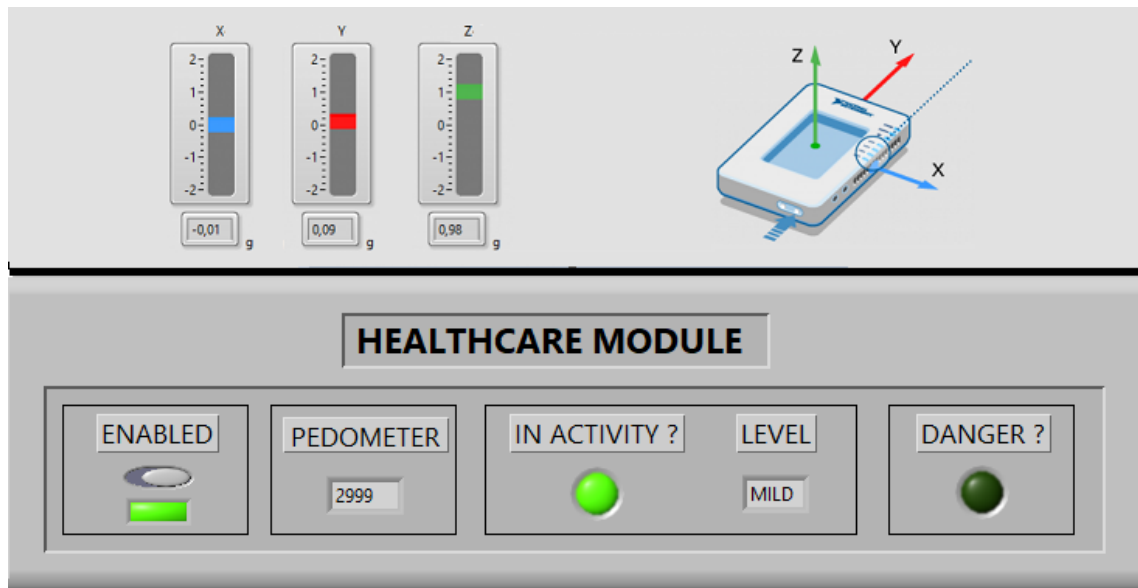 X
Y
Z
2
1
0
-1
-2
2
1
0
-1
-2
2
1
0
-1
-2
-0,01
g
0,09
g
0,98
g
Z
Y
X
HEALTHCARE MODULE
ENABLED
PEDOMETER
2999
IN ACTIVITY ?
LEVEL
MILD
DANGER ?